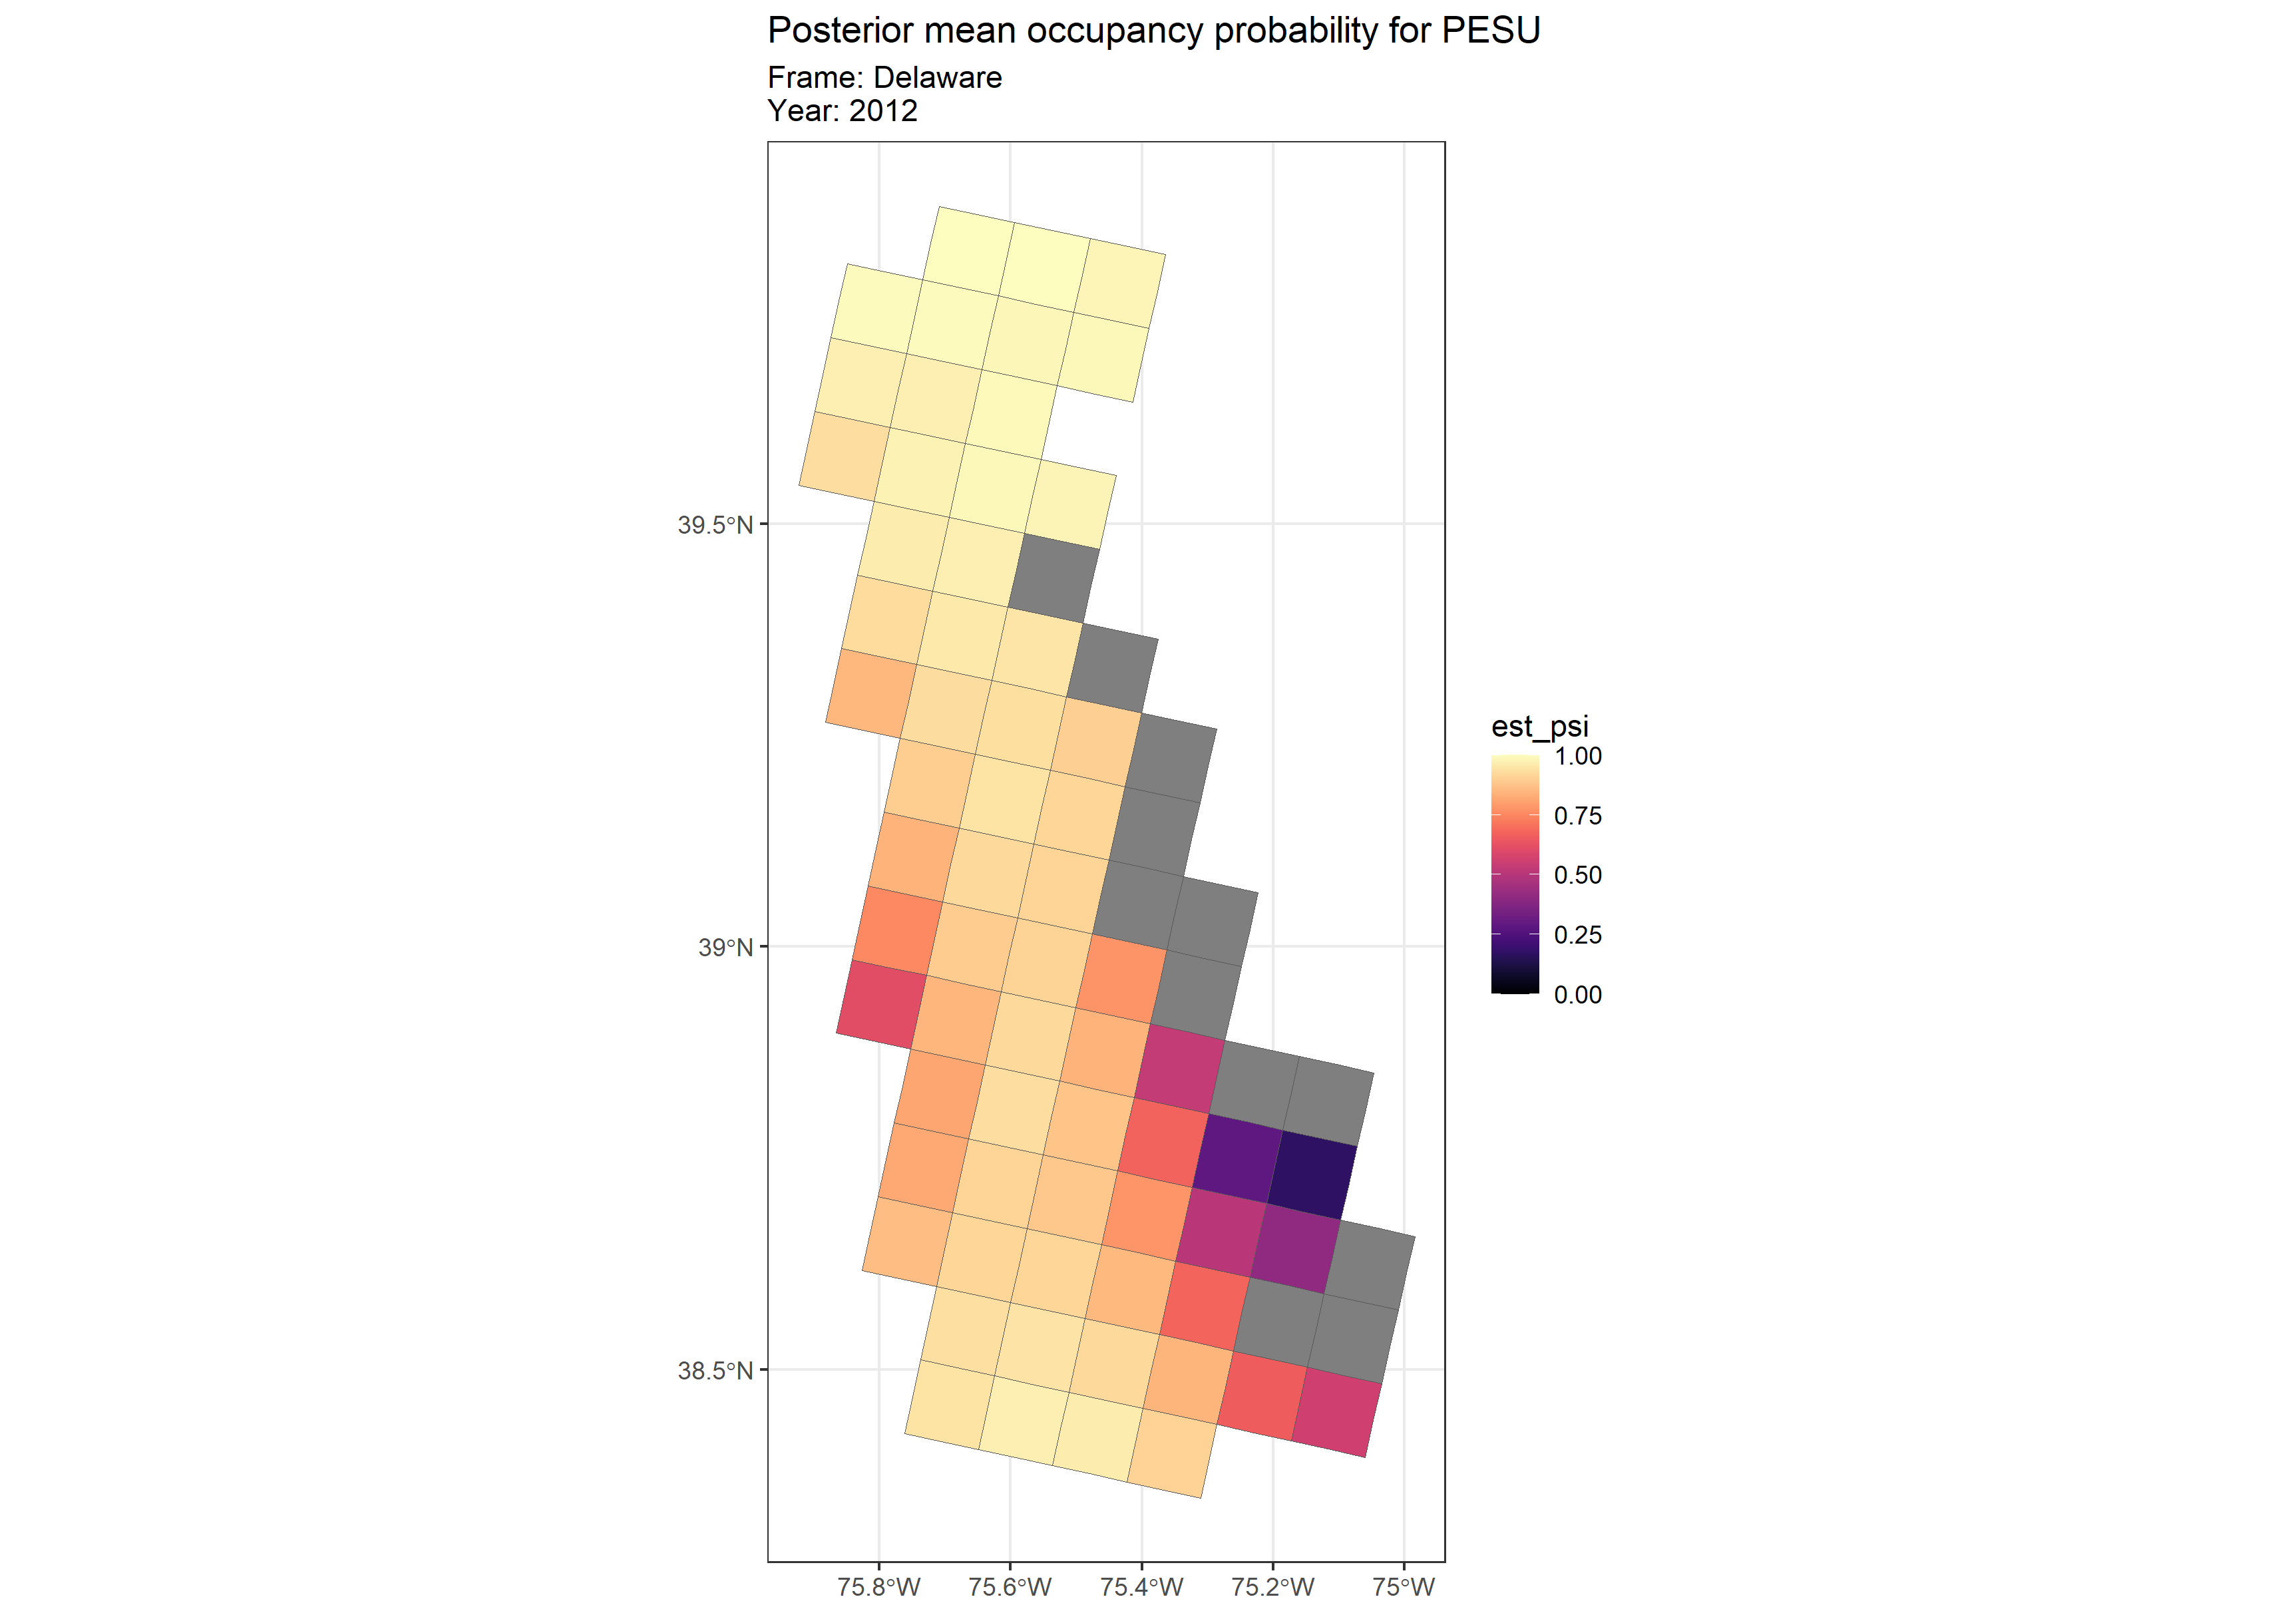 Posterior mean occupancy probability for PESU
Frame: Delaware
Year: 2012
39.5°N
39°N
38.5°N
75.8°W
75.6°W
75.4°W
75.2°W
75°W
est_psi
1.00
0.75
0.50
0.25
0.00